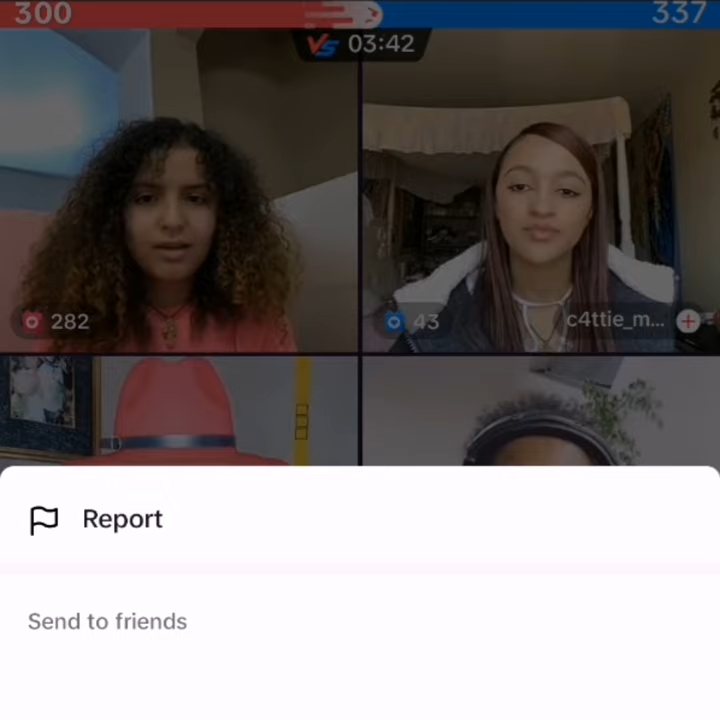 300
337
VS 03:42
282
43
c4ttie_m...
Report
Send to friends